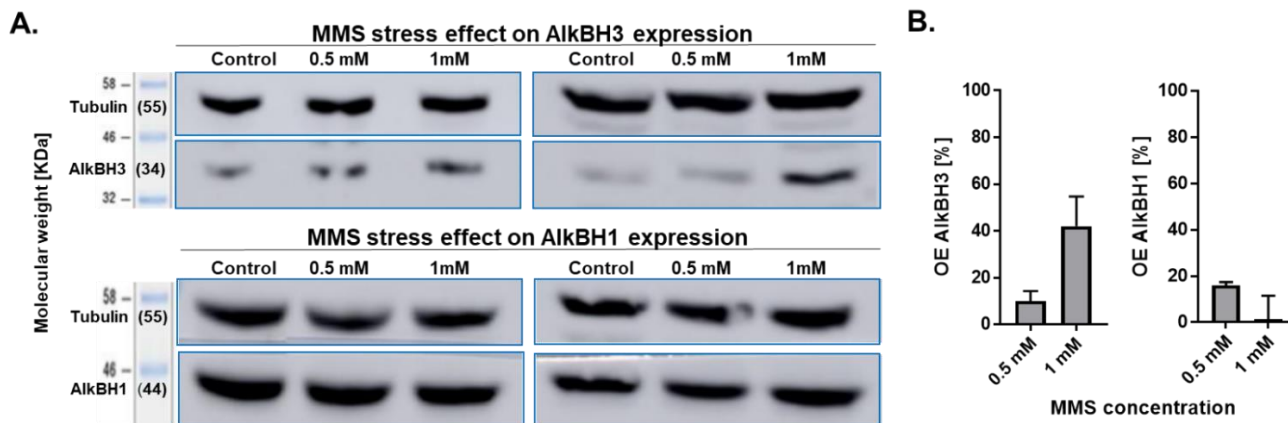 A.
MMS stress effect on AlkBH3 expression
Control 0.5 mM 1mM Control 0.5 mM 1mM
58
Tubulin (55)
46
AlkBH3 (34)
32
MMS stress effect on AlkBH1 expression
Control 0.5 mM 1mM Control 0.5 mM 1mM
58
Tubulin (55)
46
AlkBH1 (44)
Molecular weight [KDa]
B.
OE AlkBH3 [%]
100
80
60
40
20
0
0.5 mM
1 mM
OE AlkBH1 [%]
100
80
60
40
20
0
0.5 mM
1 mM
MMS concentration